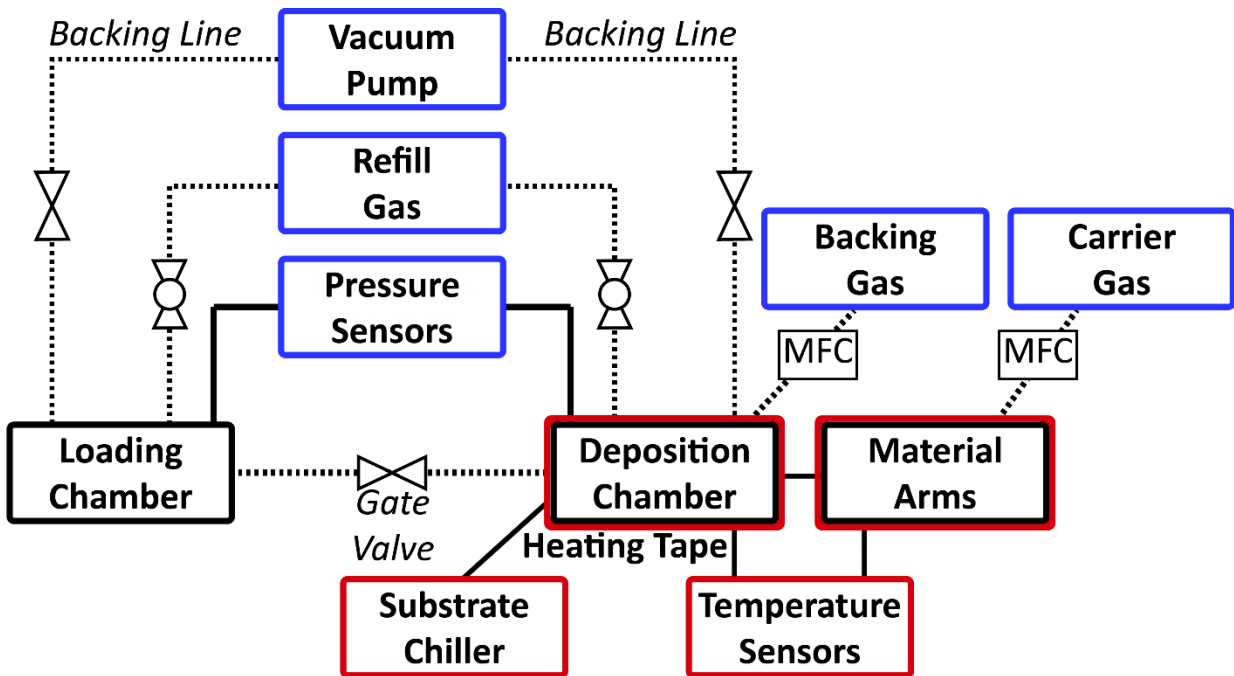 Backing Line
Vacuum
Pump
Backing Line
Refill
Gas
Pressure
Sensors
Backing
Gas
Carrier
Gas
MFC
MFC
Loading
Chamber
Gate
Valve
Deposition
Chamber
Material
Arms
Heating Tape
Substrate
Chiller
Temperature
Sensors